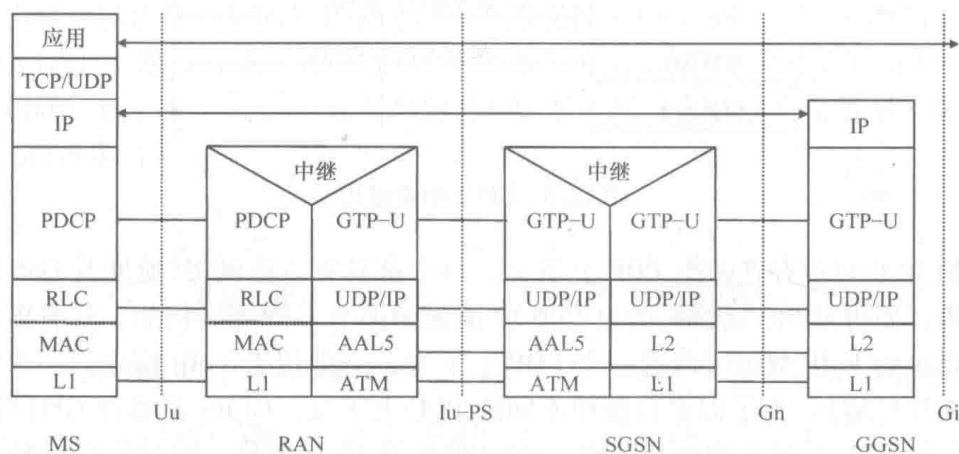 应用
TCP/UDP
IP IP
中继 中继
PDCP PDCP GTP-U GTP-U GTP-U GTP-U
RLC RLC UDP/IP UDP/IP UDP/IP UDP/IP
MAC MAC AAL5 AAL5 L2 L2
L1 L1 ATM ATM L1 L1
Uu Iu-PS Gn Gi
MS RAN SGSN GGSN